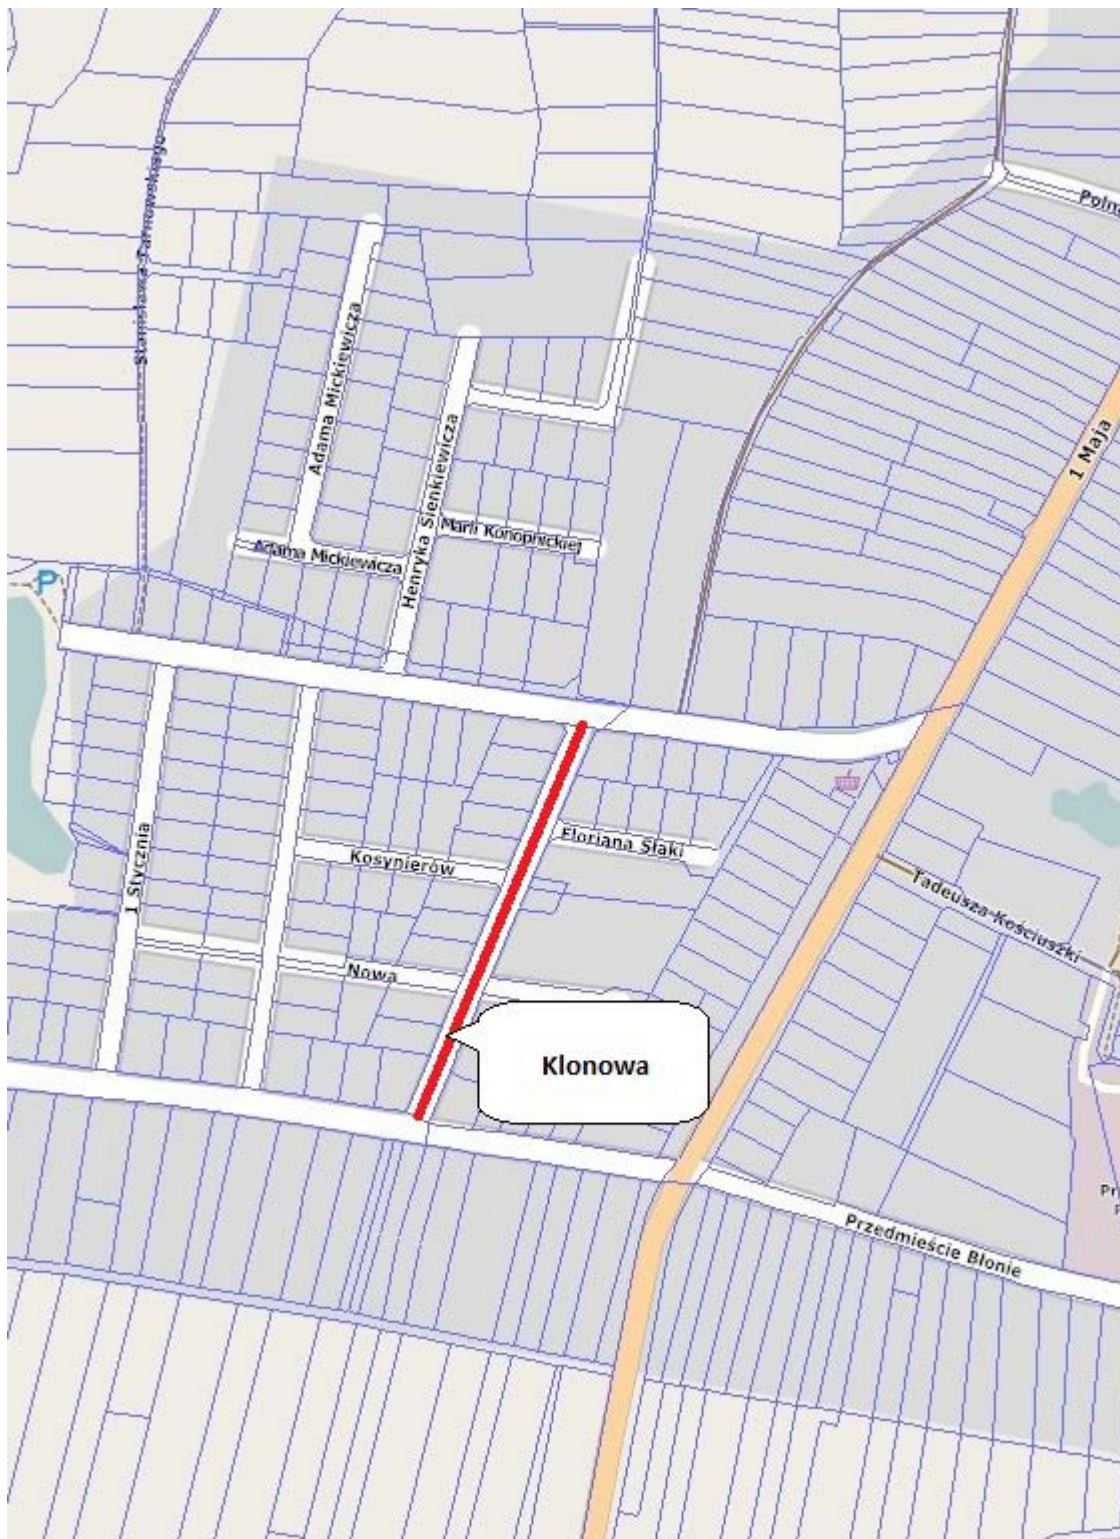 Stanisława Tarnowskiego
Polna
Adama Mickiewicza
1 Maja
Henryka Sienkiewicza
Marii Konopnickiej
Adama Mickiewicza
P
1 Stycznia
Floriana Słaki
Kosynierów
Tadeusza Kościuszki
Nowa
Klonowa
Przedmieście Błonie